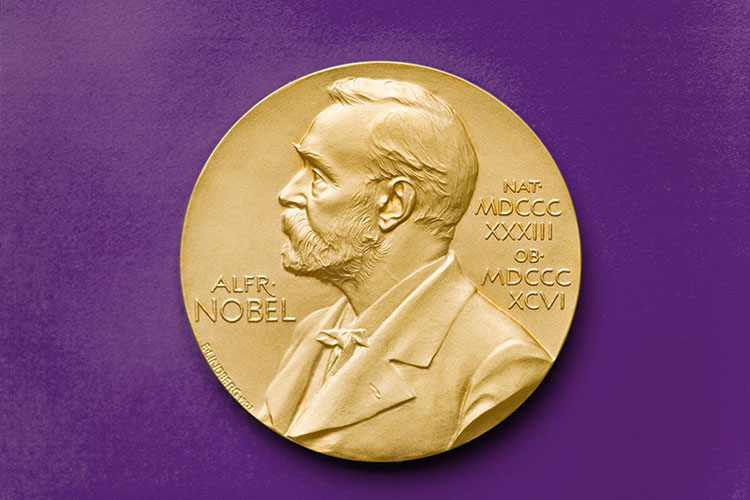 ALFR·
NOBEL
NAT·
MDCCC
XXXIII
OB·
MDCCC
XCVI